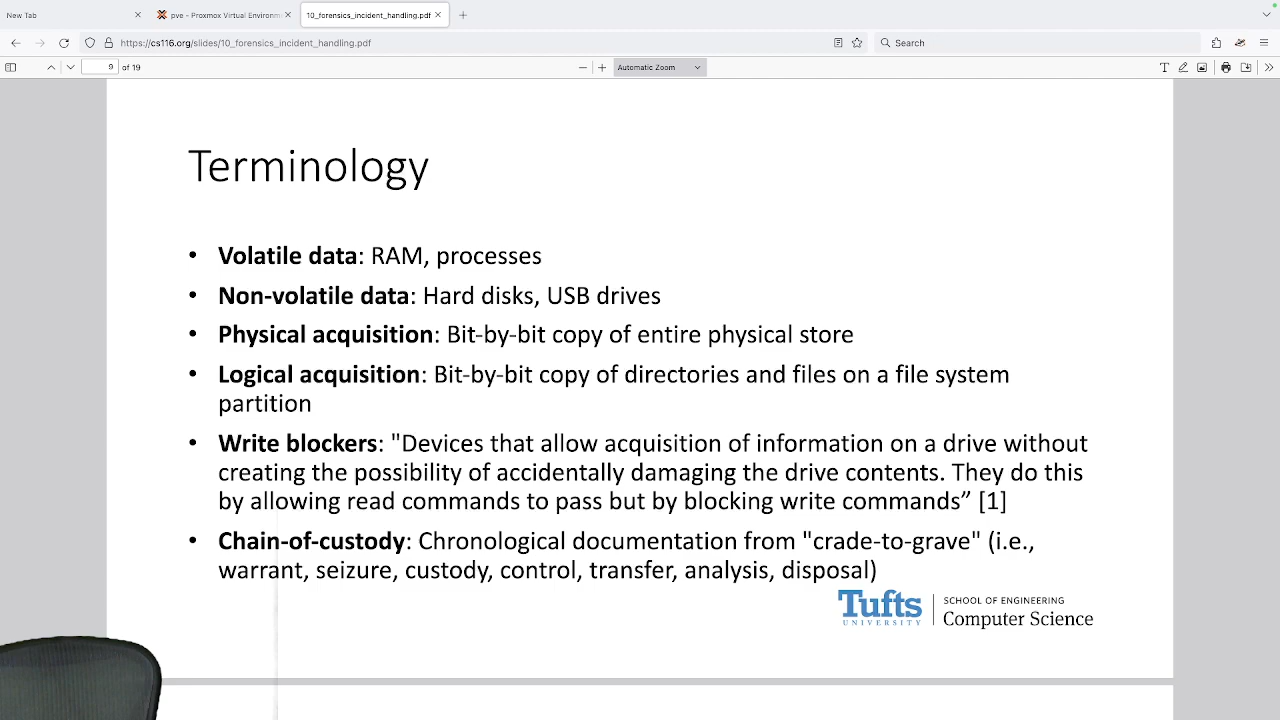 New Tab
pve - Proxmox Virtual Environm
10_forensics_incident_handling.pdf
https://cs116.org/slides/10_forensics_incident_handling.pdf
Search
9 of 19
Automatic Zoom
Terminology
• Volatile data: RAM, processes
• Non-volatile data: Hard disks, USB drives
• Physical acquisition: Bit-by-bit copy of entire physical store
• Logical acquisition: Bit-by-bit copy of directories and files on a file system
partition
• Write blockers: "Devices that allow acquisition of information on a drive without
creating the possibility of accidentally damaging the drive contents. They do this
by allowing read commands to pass but by blocking write commands” [1]
• Chain-of-custody: Chronological documentation from "crade-to-grave" (i.e.,
warrant, seizure, custody, control, transfer, analysis, disposal)
Tufts
UNIVERSITY
SCHOOL OF ENGINEERING
Computer Science